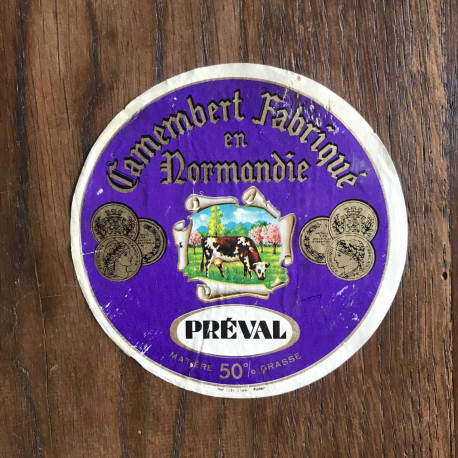 Camembert Fabriqué
en
Normandie
PRÉVAL
MATIÈRE 50% GRASSE